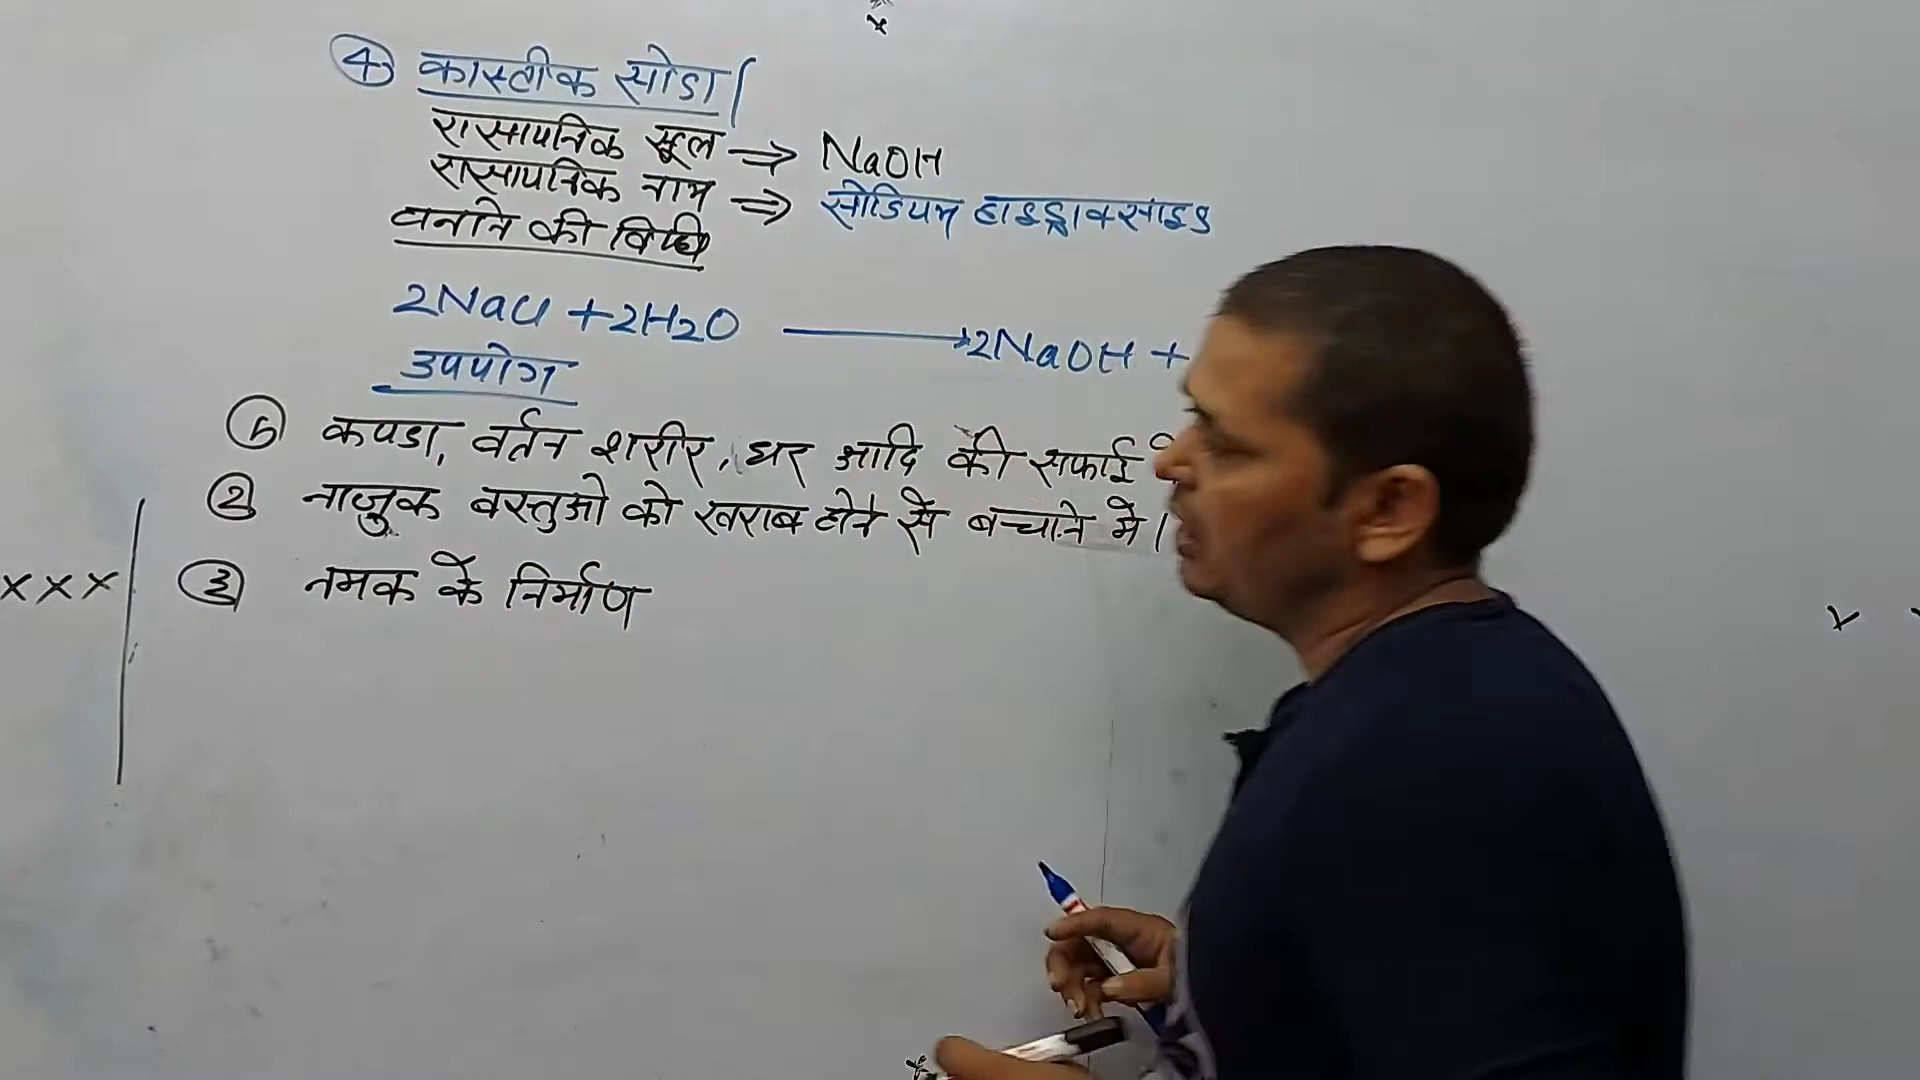 ④ कास्टीक सोडा
रासायनिक सूत्र ⇒ NaOH
रासायनिक नाम ⇒ सोडियम हाइड्राक्साइड
बनाने की विधि
2NaCl + 2H2O → 2NaOH +
उपयोग
① कपडा, वर्तन शरीर, घर आदि की सफाई
② नाजुक वस्तुओ को खराब होने से बचाने मे।
③ नमक के निर्माण
x x x